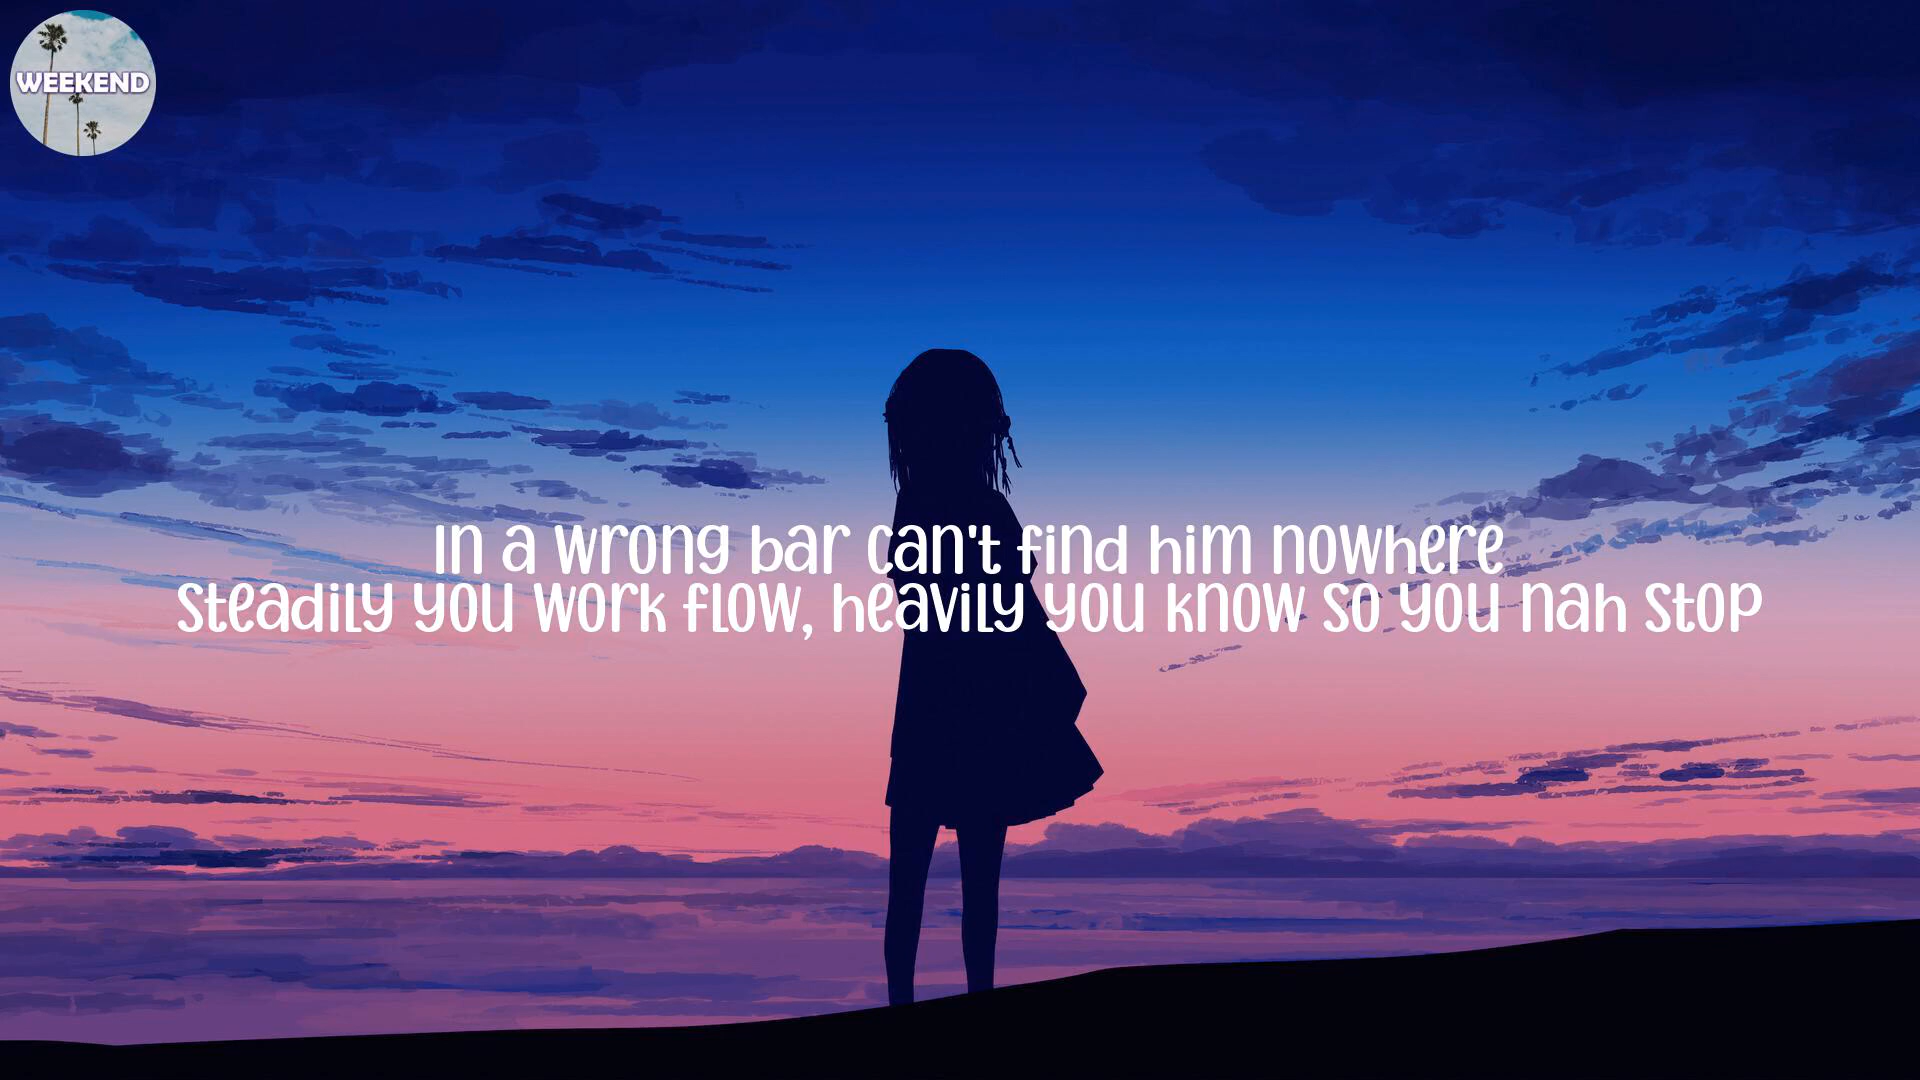 WEEKEND
In a wrong bar can't find him nowhere
Steadily you work flow, heavily you know so you nah stop